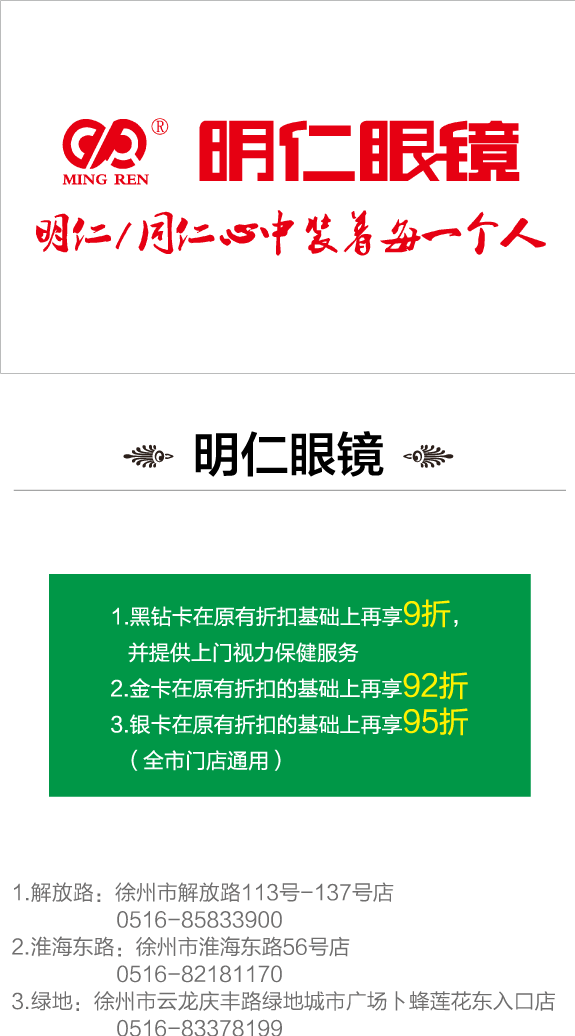 MING REN
®
明仁眼镜
明仁/同仁心中装着每一个人
明仁眼镜
1.黑钻卡在原有折扣基础上再享9折，
并提供上门视力保健服务
2.金卡在原有折扣的基础上再享92折
3.银卡在原有折扣的基础上再享95折
（全市门店通用）
1.解放路：徐州市解放路113号-137号店
0516-85833900
2.淮海东路：徐州市淮海东路56号店
0516-82181170
3.绿地：徐州市云龙庆丰路绿地城市广场卜蜂莲花东入口店
0516-83378199